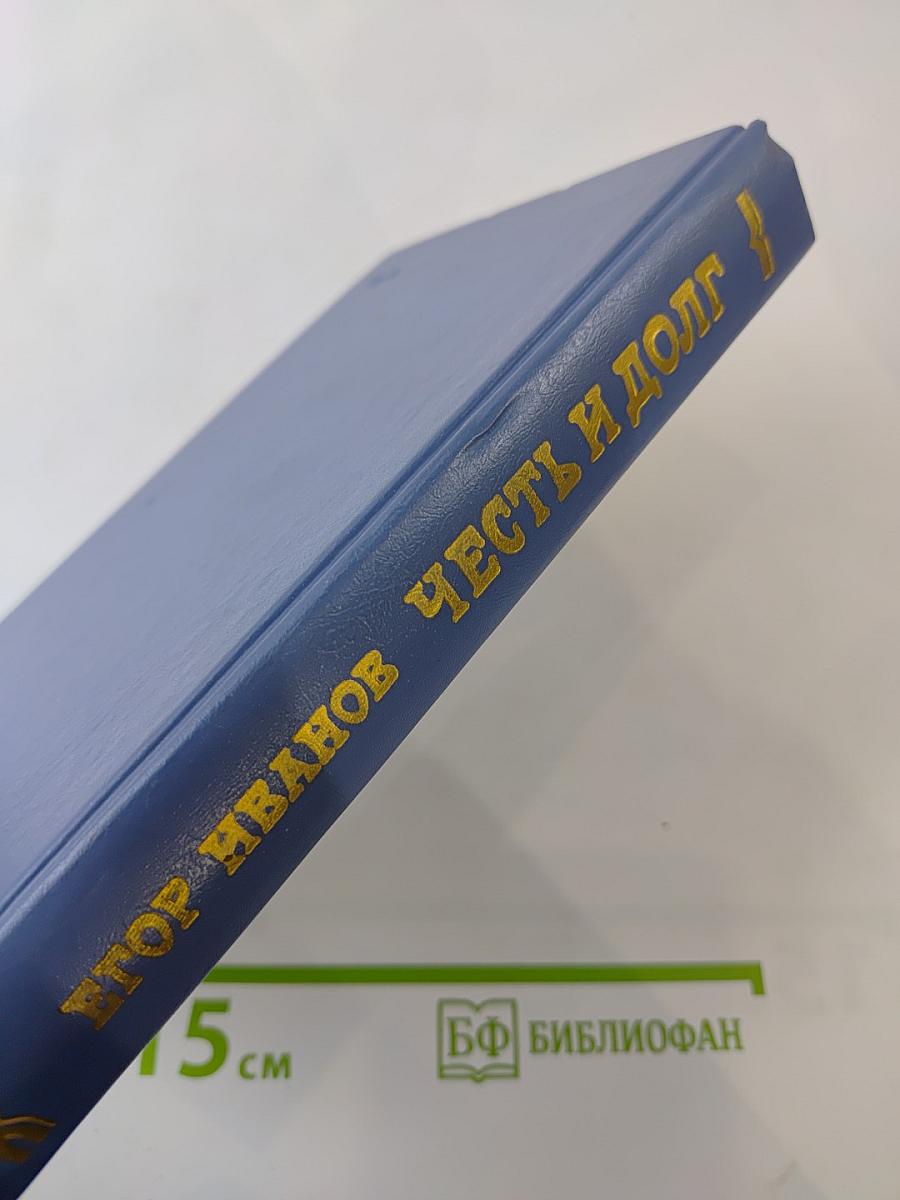 ЕГОР ИВАНОВ ЧЕСТЬ И ДОЛГ
15 см
БФ БИБЛИОФАН